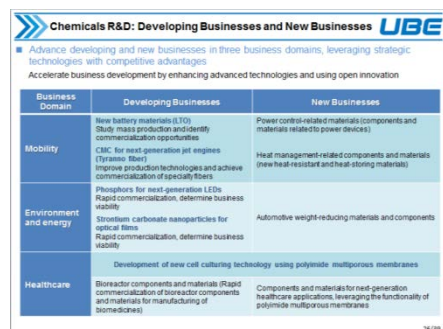 Chemicals R&D: Developing Businesses and New Businesses
UBE
Advance developing and new businesses in three business domains, leveraging strategic
technologies with competitive advantages
Accelerate business development by enhancing advanced technologies and using open innovation
Business
Domain
Developing Businesses
New Businesses
Mobility
New battery materials (LTO)
Study mass production and identify
commercialization opportunities
CMC for next-generation jet engines
(Tyranno fiber)
Improve production technologies and achieve
commercialization of specialty fibers
Power control-related materials (components and
materials related to power devices)
Heat management-related components and materials
(new heat-resistant and heat-storing materials)
Environment
and energy
Phosphors for next-generation LEDs
Rapid commercialization, determine business
viability
Strontium carbonate nanoparticles for
optical films
Rapid commercialization, determine business
viability
Automotive weight-reducing materials and components
Healthcare
Development of new cell culturing technology using polyimide multiporous membranes
Bioreactor components and materials (Rapid
commercialization of bioreactor components
and materials for manufacturing of
biomedicines)
Components and materials for next-generation
healthcare applications, leveraging the functionality of
polyimide multiporous membranes